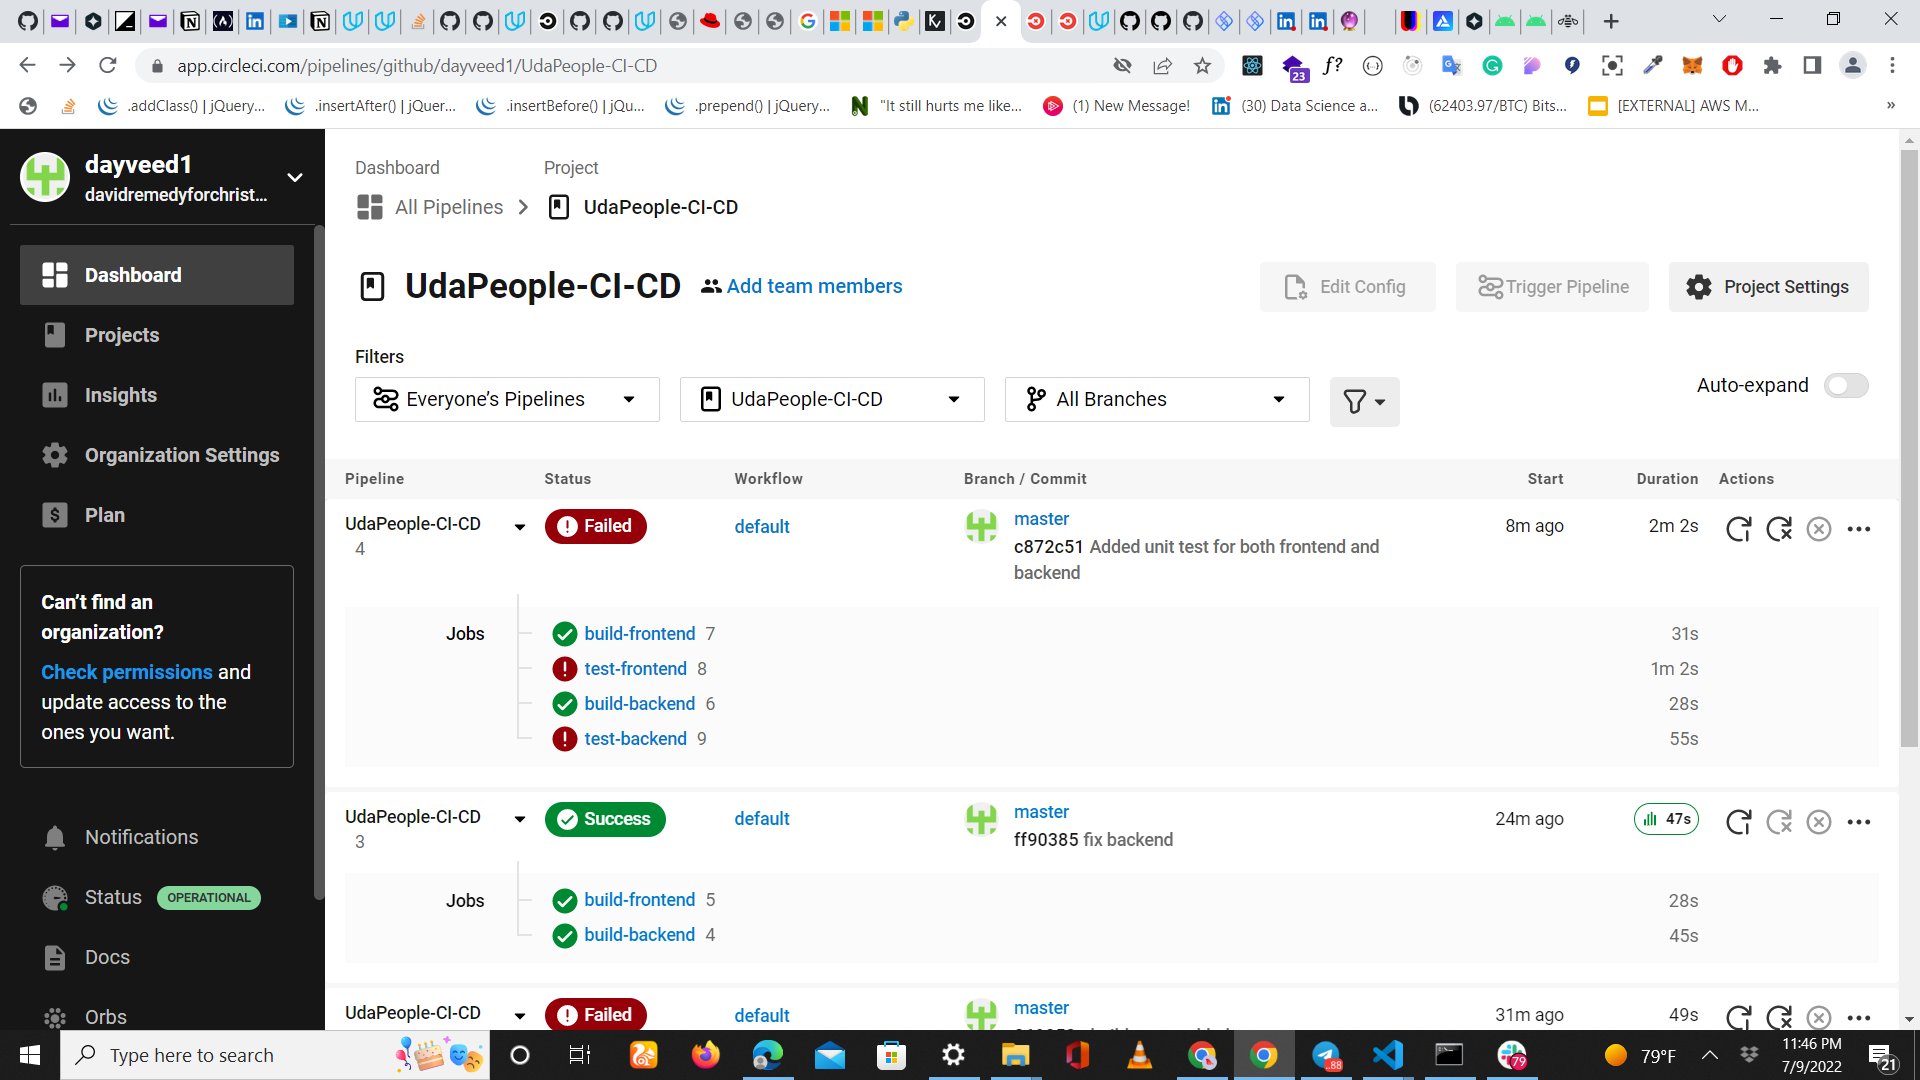 app.circleci.com/pipelines/github/dayveed1/UdaPeople-CI-CD
23
f?
.addClass() | jQuery...
.insertAfter() | jQuer...
.insertBefore() | jQu...
.prepend() | jQuery...
"It still hurts me like...
(1) New Message!
(30) Data Science a...
(62403.97/BTC) Bits...
[EXTERNAL] AWS M...
»
dayveed1
davidremedyforchrist...
Dashboard
Projects
Insights
Organization Settings
Plan
Can't find an
organization?
Check permissions and
update access to the
ones you want.
Notifications
Status OPERATIONAL
Docs
Orbs
Dashboard Project
All Pipelines UdaPeople-CI-CD
UdaPeople-CI-CD Add team members
Edit Config Trigger Pipeline Project Settings
Filters
Everyone's Pipelines UdaPeople-CI-CD All Branches
Auto-expand
Pipeline Status Workflow Branch / Commit Start Duration Actions
UdaPeople-CI-CD Failed default master 8m ago 2m 2s
4 c872c51 Added unit test for both frontend and
backend
Jobs build-frontend 7 31s
test-frontend 8 1m 2s
build-backend 6 28s
test-backend 9 55s
UdaPeople-CI-CD Success default master 24m ago 47s
3 ff90385 fix backend
Jobs build-frontend 5 28s
build-backend 4 45s
UdaPeople-CI-CD Failed default master 31m ago 49s
Type here to search
88
79
79°F
11:46 PM
7/9/2022
21